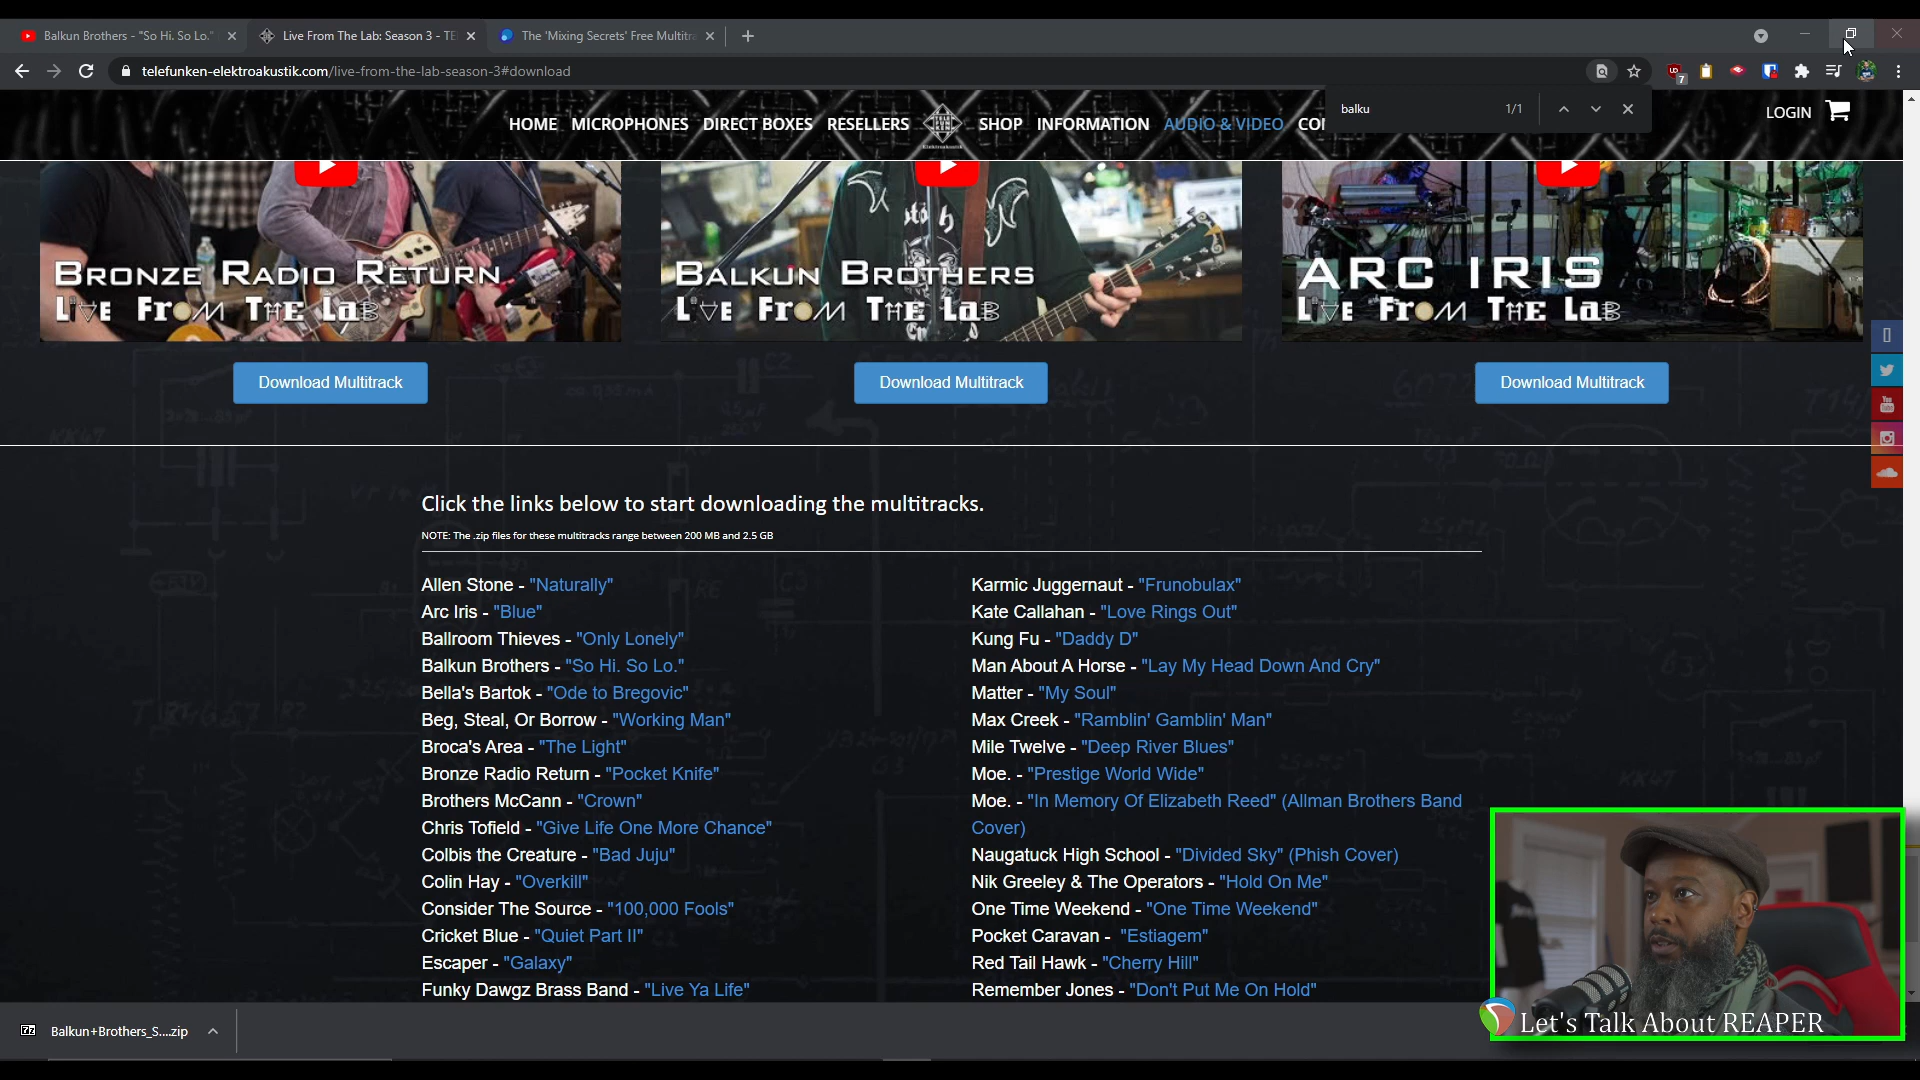 Balkun Brothers - "So Hi. So Lo."
Live From The Lab: Season 3 - TE
The 'Mixing Secrets' Free Multitra
telefunken-elektroakustik.com/live-from-the-lab-season-3#download
7
balku
1/1
HOME MICROPHONES DIRECT BOXES RESELLERS
TELE
FUN
KEN
Elektroakustik
SHOP INFORMATION AUDIO & VIDEO CO
LOGIN
BRONZE RADIO RETURN
LIVE FROM THE LAB
BALKUN BROTHERS
LIVE FROM THE LAB
ARC IRIS
LIVE FROM THE LAB
Download Multitrack
Download Multitrack
Download Multitrack
You
Tube
Click the links below to start downloading the multitracks.
NOTE: The .zip files for these multitracks range between 200 MB and 2.5 GB
Allen Stone - "Naturally"
Arc Iris - "Blue"
Ballroom Thieves - "Only Lonely"
Balkun Brothers - "So Hi. So Lo."
Bella's Bartok - "Ode to Bregovic"
Beg, Steal, Or Borrow - "Working Man"
Broca's Area - "The Light"
Bronze Radio Return - "Pocket Knife"
Brothers McCann - "Crown"
Chris Tofield - "Give Life One More Chance"
Colbis the Creature - "Bad Juju"
Colin Hay - "Overkill"
Consider The Source - "100,000 Fools"
Cricket Blue - "Quiet Part II"
Escaper - "Galaxy"
Funky Dawgz Brass Band - "Live Ya Life"
Karmic Juggernaut - "Frunobulax"
Kate Callahan - "Love Rings Out"
Kung Fu - "Daddy D"
Man About A Horse - "Lay My Head Down And Cry"
Matter - "My Soul"
Max Creek - "Ramblin' Gamblin' Man"
Mile Twelve - "Deep River Blues"
Moe. - "Prestige World Wide"
Moe. - "In Memory Of Elizabeth Reed" (Allman Brothers Band
Cover)
Naugatuck High School - "Divided Sky" (Phish Cover)
Nik Greeley & The Operators - "Hold On Me"
One Time Weekend - "One Time Weekend"
Pocket Caravan - "Estiagem"
Red Tail Hawk - "Cherry Hill"
Remember Jones - "Don't Put Me On Hold"
7z
Balkun+Brothers_S....zip
Let's Talk About REAPER